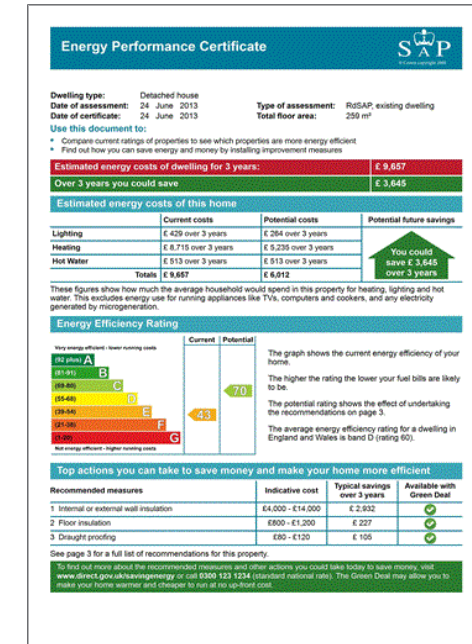 Energy Performance Certificate
SAP
© Crown copyright 2009
Dwelling type: Detached house
Date of assessment: 24 June 2013 Type of assessment: RdSAP, existing dwelling
Date of certificate: 24 June 2013 Total floor area: 259 m²
Use this document to:
• Compare current ratings of properties to see which properties are more energy efficient
• Find out how you can save energy and money by installing improvement measures
Estimated energy costs of dwelling for 3 years: £ 9,657
Over 3 years you could save £ 3,645
Estimated energy costs of this home
Current costs Potential costs Potential future savings
Lighting £ 429 over 3 years £ 264 over 3 years
Heating £ 8,715 over 3 years £ 5,235 over 3 years
Hot Water £ 513 over 3 years £ 513 over 3 years
Totals £ 9,657 £ 6,012
You could
save £ 3,645
over 3 years
These figures show how much the average household would spend in this property for heating, lighting and hot
water. This excludes energy use for running appliances like TVs, computers and cookers, and any electricity
generated by microgeneration.
Energy Efficiency Rating
Current Potential
Very energy efficient - lower running costs
(92 plus) A
(81-91) B
(69-80) C
(55-68) D
(39-54) E
(21-38) F
(1-20) G
Not energy efficient - higher running costs
43
70
The graph shows the current energy efficiency of your
home.
The higher the rating the lower your fuel bills are likely
to be.
The potential rating shows the effect of undertaking
the recommendations on page 3.
The average energy efficiency rating for a dwelling in
England and Wales is band D (rating 60).
Top actions you can take to save money and make your home more efficient
Recommended measures Indicative cost Typical savings over 3 years Available with Green Deal
1 Internal or external wall insulation £4,000 - £14,000 £ 2,932
2 Floor insulation £800 - £1,200 £ 227
3 Draught proofing £80 - £120 £ 105
See page 3 for a full list of recommendations for this property.
To find out more about the recommended measures and other actions you could take today to save money, visit
www.direct.gov.uk/savingenergy or call 0300 123 1234 (standard national rate). The Green Deal may allow you to
make your home warmer and cheaper to run at no up-front cost.